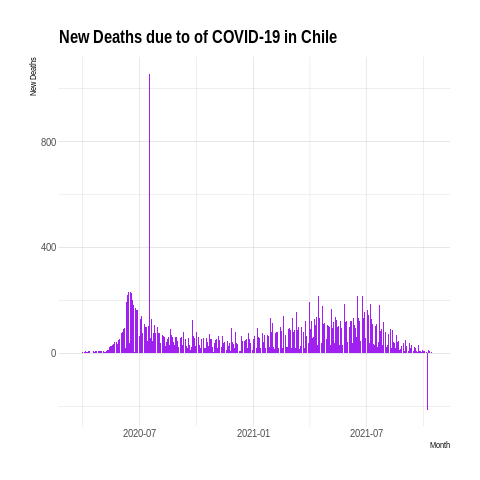 New Deaths due to of COVID-19 in Chile
New Deaths
800
400
0
2020-07
2021-01
2021-07
Month